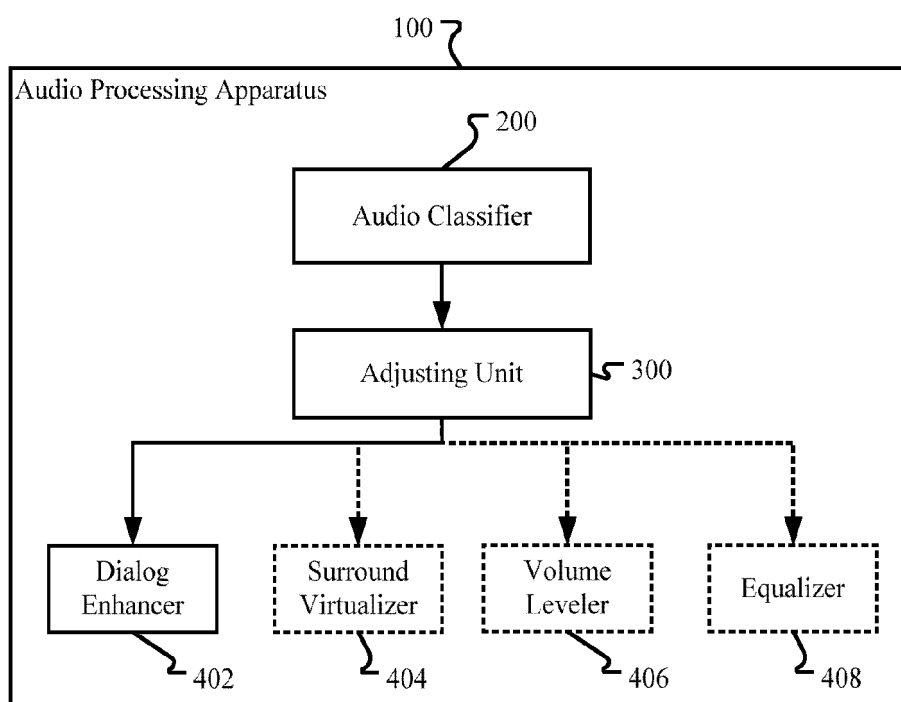 100
Audio Processing Apparatus
200
Audio Classifier
Adjusting Unit
300
Dialog
Enhancer
Surround
Virtualizer
Volume
Leveler
Equalizer
402
404
406
408